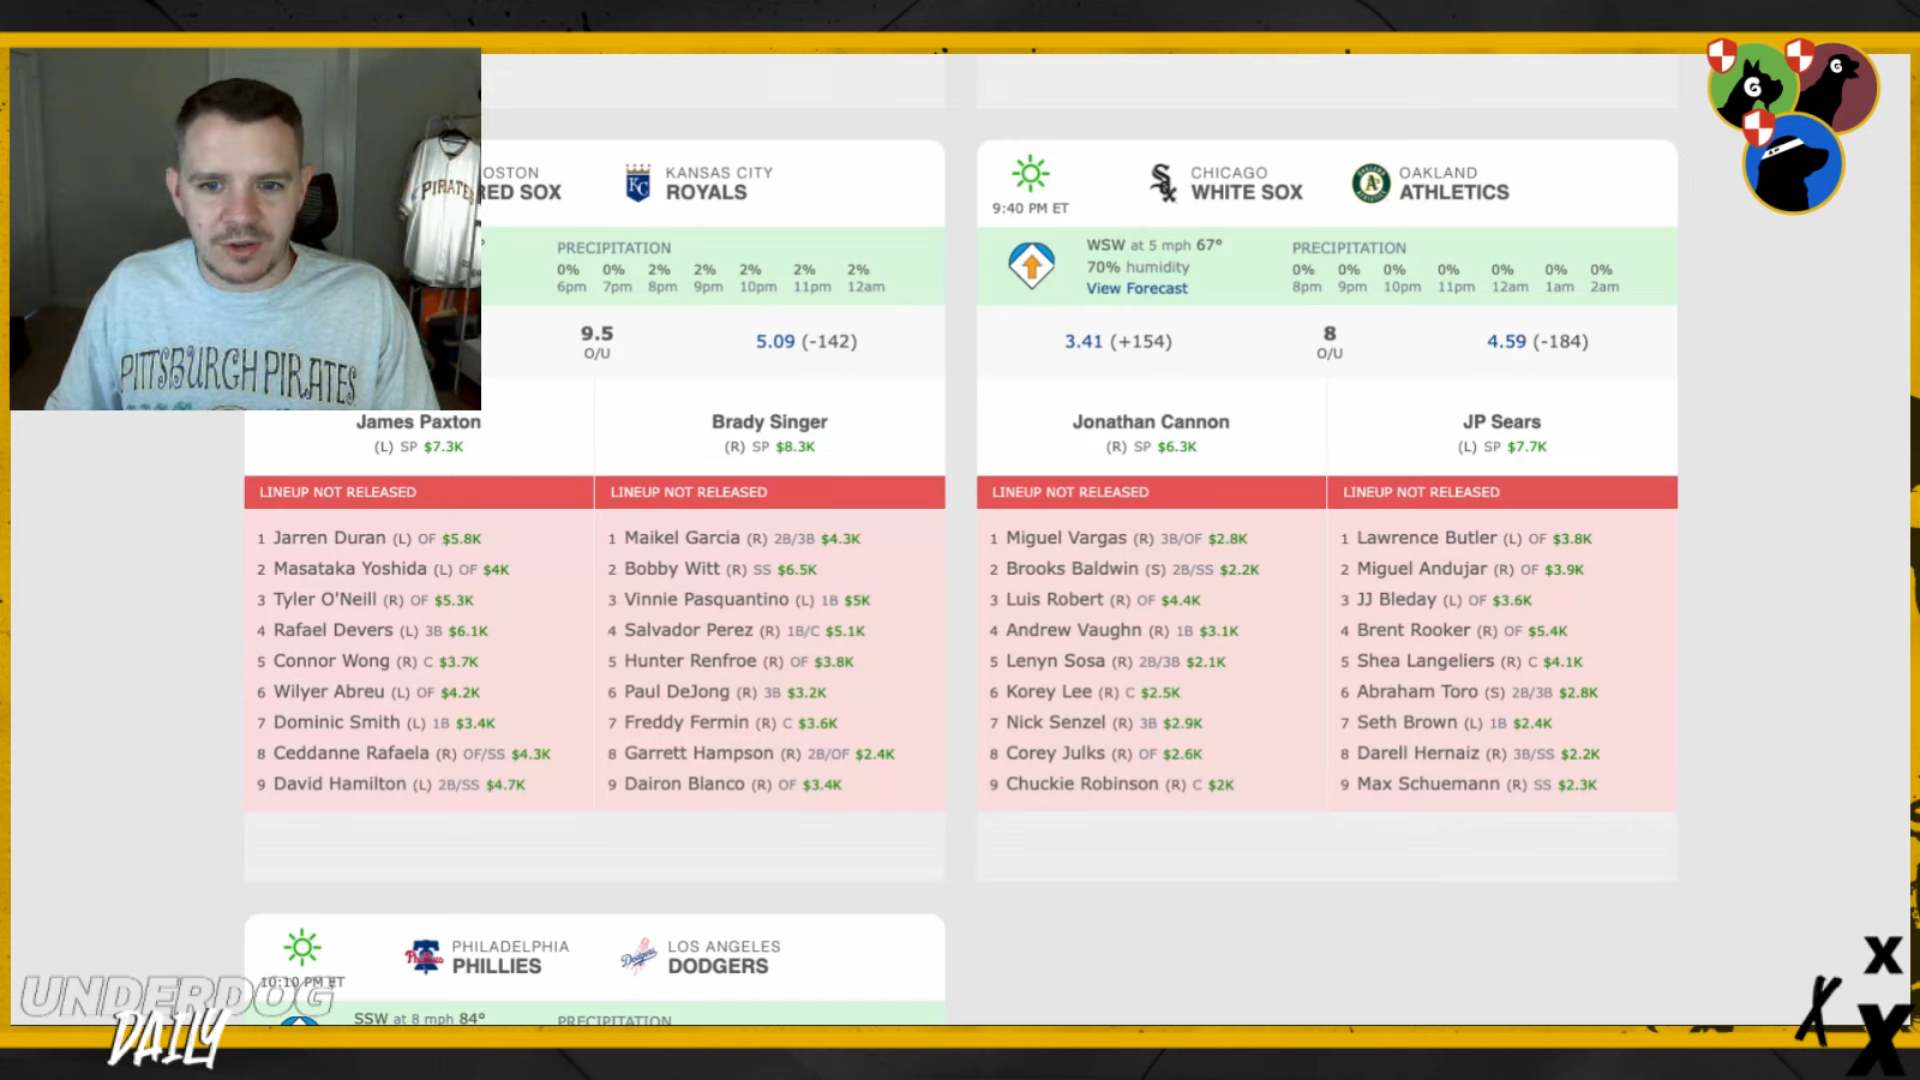 PIRATES
PITTSBURGH PIRATES
OSTON
RED SOX
KANSAS CITY
ROYALS
PRECIPITATION
0% 0% 2% 2% 2% 2% 2%
6pm 7pm 8pm 9pm 10pm 11pm 12am
9.5
O/U
5.09 (-142)
James Paxton
(L) SP $7.3K
Brady Singer
(R) SP $8.3K
LINEUP NOT RELEASED
1 Jarren Duran (L) OF $5.8K
2 Masataka Yoshida (L) OF $4K
3 Tyler O'Neill (R) OF $5.3K
4 Rafael Devers (L) 3B $6.1K
5 Connor Wong (R) C $3.7K
6 Wilyer Abreu (L) OF $4.2K
7 Dominic Smith (L) 1B $3.4K
8 Ceddanne Rafaela (R) OF/SS $4.3K
9 David Hamilton (L) 2B/SS $4.7K
LINEUP NOT RELEASED
1 Maikel Garcia (R) 2B/3B $4.3K
2 Bobby Witt (R) SS $6.5K
3 Vinnie Pasquantino (L) 1B $5K
4 Salvador Perez (R) 1B/C $5.1K
5 Hunter Renfroe (R) OF $3.8K
6 Paul DeJong (R) 3B $3.2K
7 Freddy Fermin (R) C $3.6K
8 Garrett Hampson (R) 2B/OF $2.4K
9 Dairon Blanco (R) OF $3.4K
9:40 PM ET
CHICAGO
WHITE SOX
OAKLAND
ATHLETICS
WSW at 5 mph 67°
70% humidity
View Forecast
PRECIPITATION
0% 0% 0% 0% 0% 0% 0%
8pm 9pm 10pm 11pm 12am 1am 2am
3.41 (+154)
8
O/U
4.59 (-184)
Jonathan Cannon
(R) SP $6.3K
JP Sears
(L) SP $7.7K
LINEUP NOT RELEASED
1 Miguel Vargas (R) 3B/OF $2.8K
2 Brooks Baldwin (S) 2B/SS $2.2K
3 Luis Robert (R) OF $4.4K
4 Andrew Vaughn (R) 1B $3.1K
5 Lenyn Sosa (R) 2B/3B $2.1K
6 Korey Lee (R) C $2.5K
7 Nick Senzel (R) 3B $2.9K
8 Corey Julks (R) OF $2.6K
9 Chuckie Robinson (R) C $2K
LINEUP NOT RELEASED
1 Lawrence Butler (L) OF $3.8K
2 Miguel Andujar (R) OF $3.9K
3 JJ Bleday (L) OF $3.6K
4 Brent Rooker (R) OF $5.4K
5 Shea Langeliers (R) C $4.1K
6 Abraham Toro (S) 2B/3B $2.8K
7 Seth Brown (L) 1B $2.4K
8 Darell Hernaiz (R) 3B/SS $2.2K
9 Max Schuemann (R) SS $2.3K
10:10 PM ET
PHILADELPHIA
PHILLIES
LOS ANGELES
DODGERS
SSW at 8 mph 84°
PRECIPITATION
UNDERDOG
DAILY
G
G
X
X
X